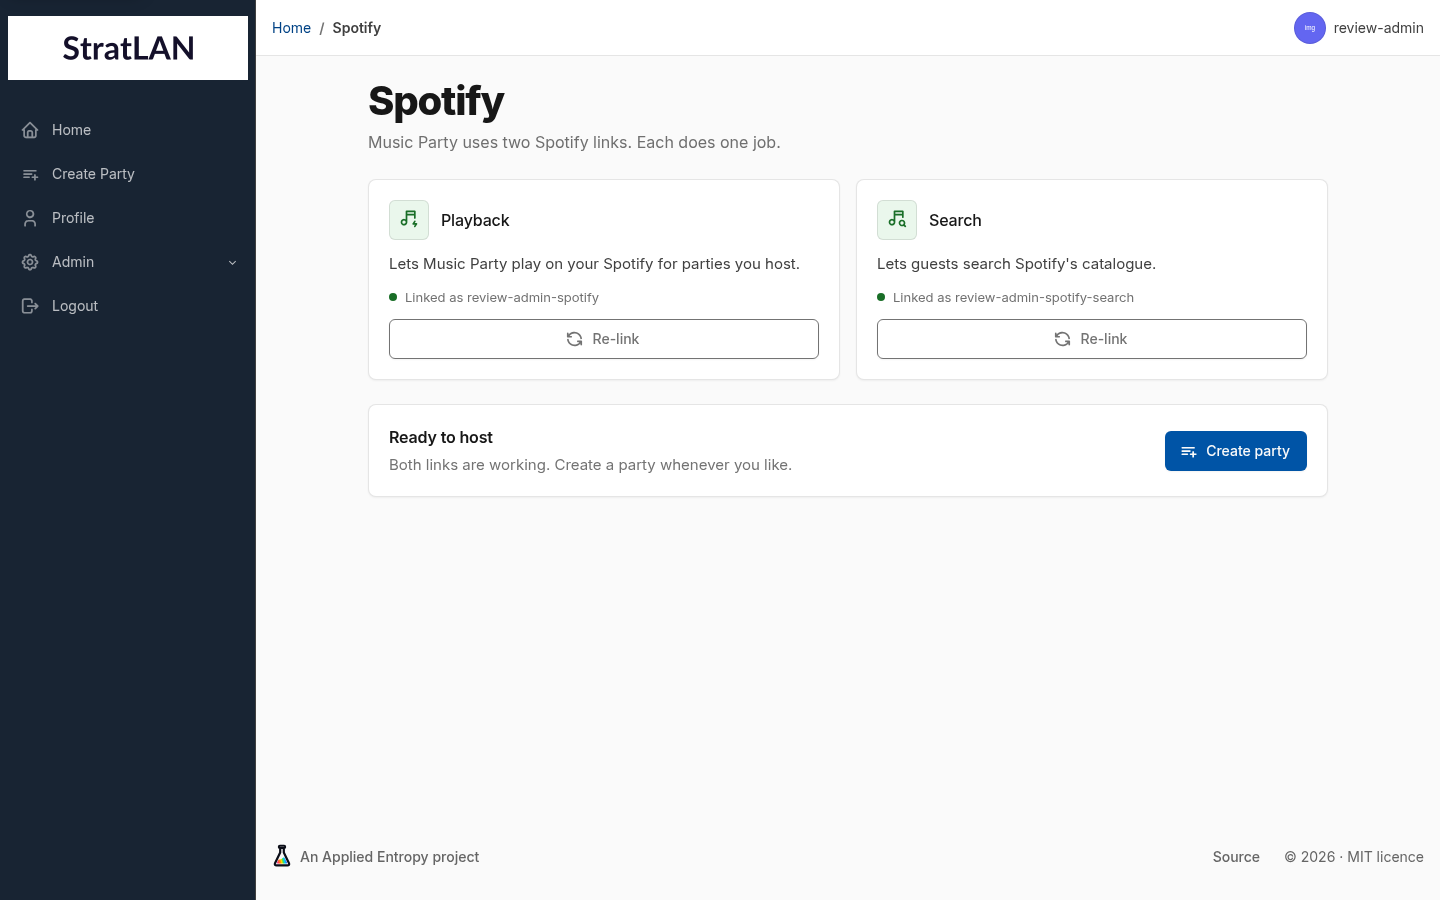 StratLAN
Home
Create Party
Profile
Admin
Logout
Home / Spotify
img
review-admin
Spotify
Music Party uses two Spotify links. Each does one job.
Playback
Lets Music Party play on your Spotify for parties you host.
Linked as review-admin-spotify
Re-link
Search
Lets guests search Spotify's catalogue.
Linked as review-admin-spotify-search
Re-link
Ready to host
Both links are working. Create a party whenever you like.
Create party
An Applied Entropy project
Source
© 2026 · MIT licence